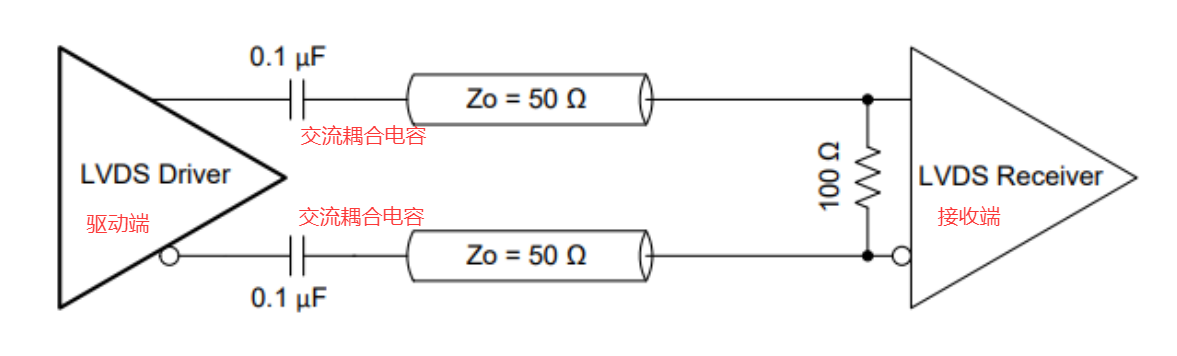 0.1 µF
交流耦合电容
Zo = 50 Ω
LVDS Driver
驱动端
100 Ω
LVDS Receiver
接收端
交流耦合电容
Zo = 50 Ω
0.1 µF